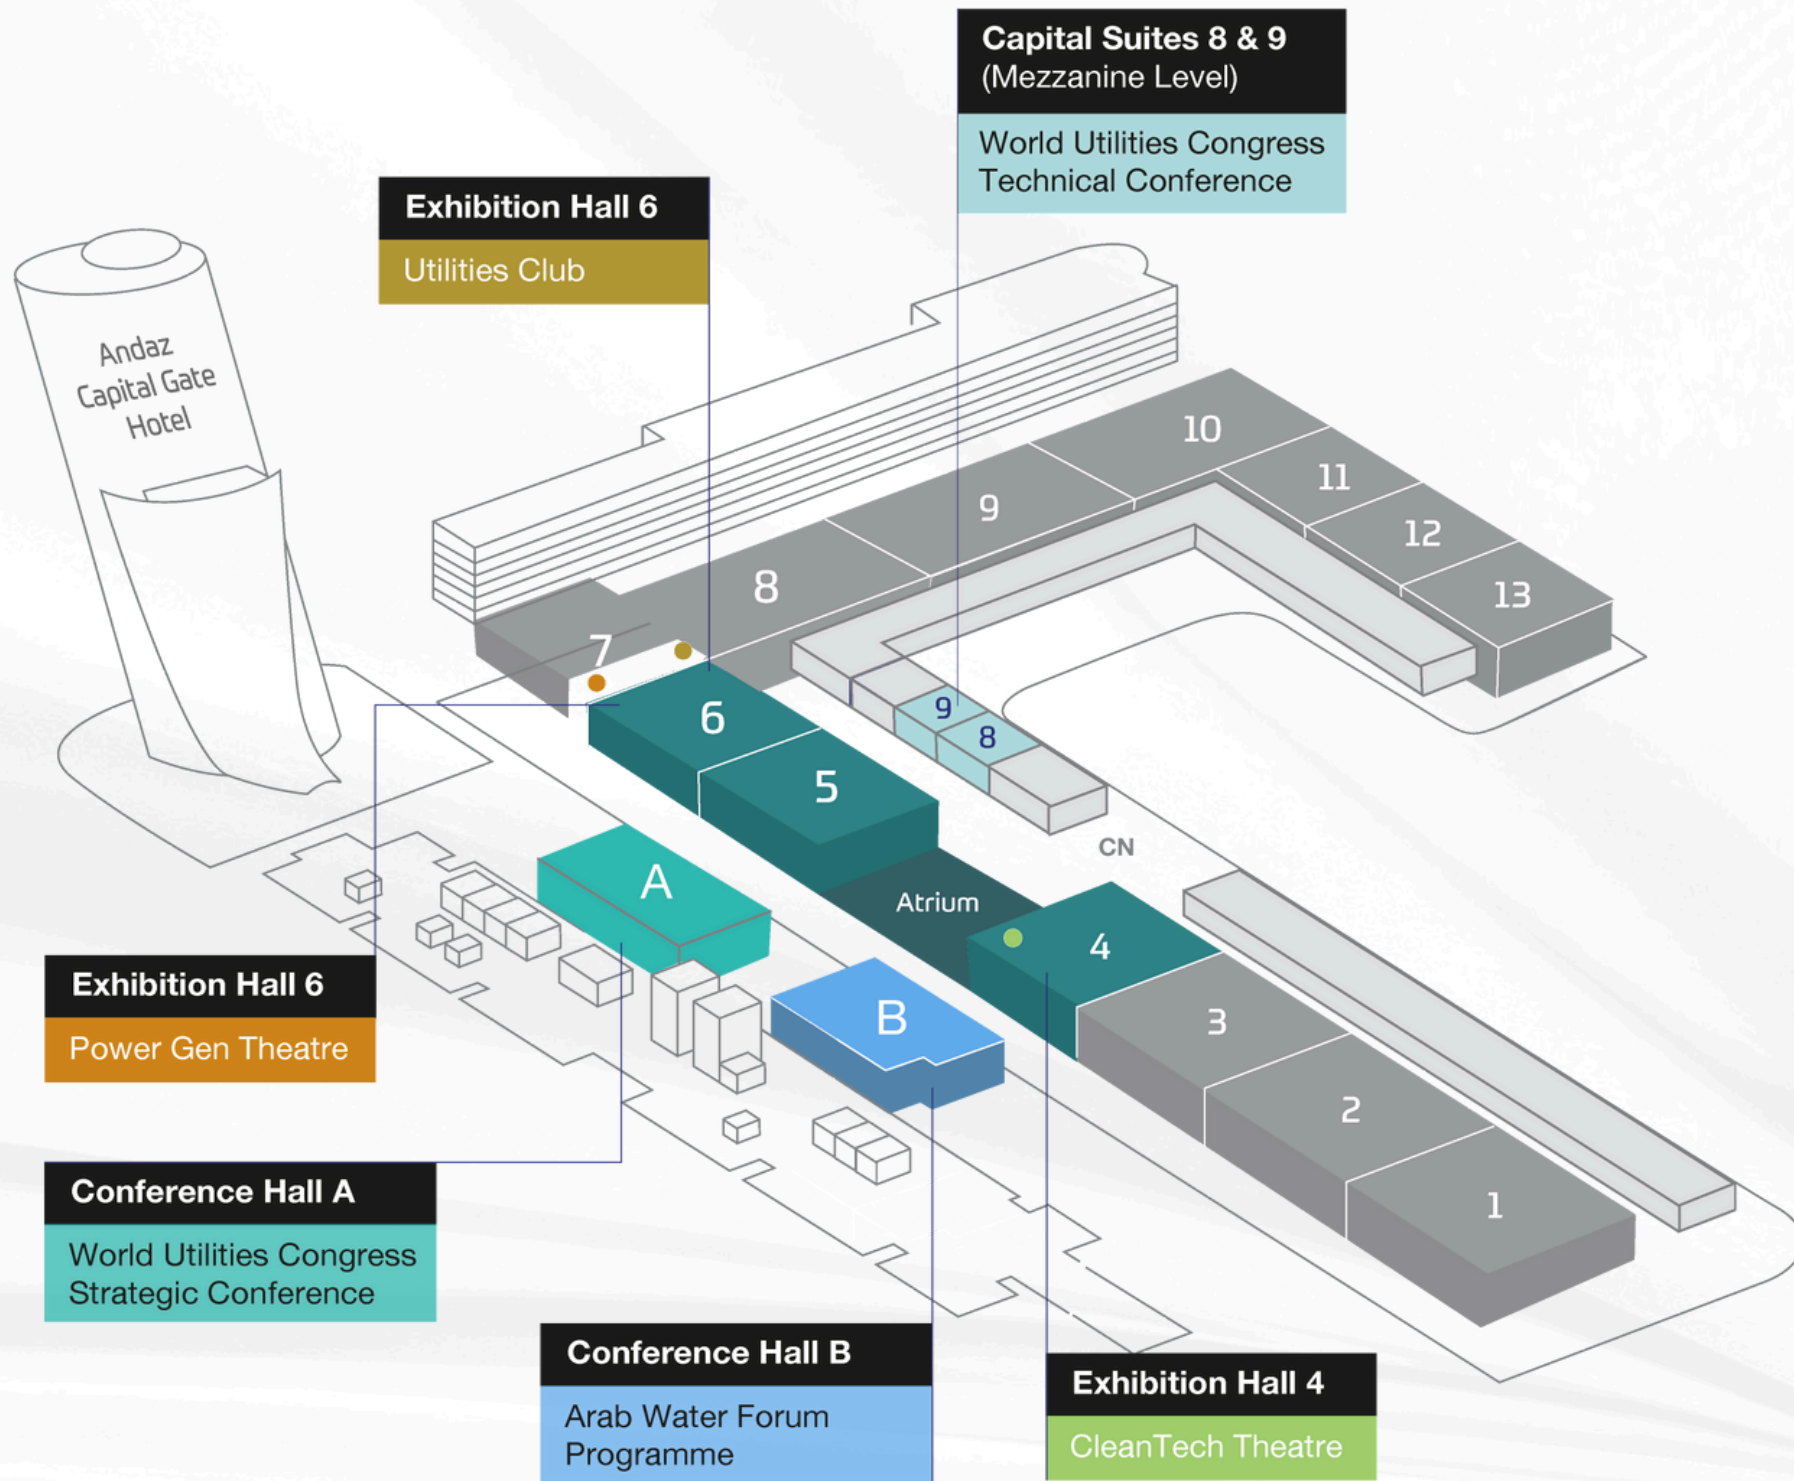 Capital Suites 8 & 9
(Mezzanine Level)
World Utilities Congress
Technical Conference
Exhibition Hall 6
Utilities Club
Andaz
Capital Gate
Hotel
10
11
9
12
8
13
7
9
6
8
5
CN
A
Atrium
4
Exhibition Hall 6
Power Gen Theatre
B
3
2
1
Conference Hall A
World Utilities Congress
Strategic Conference
Conference Hall B
Arab Water Forum
Programme
Exhibition Hall 4
CleanTech Theatre